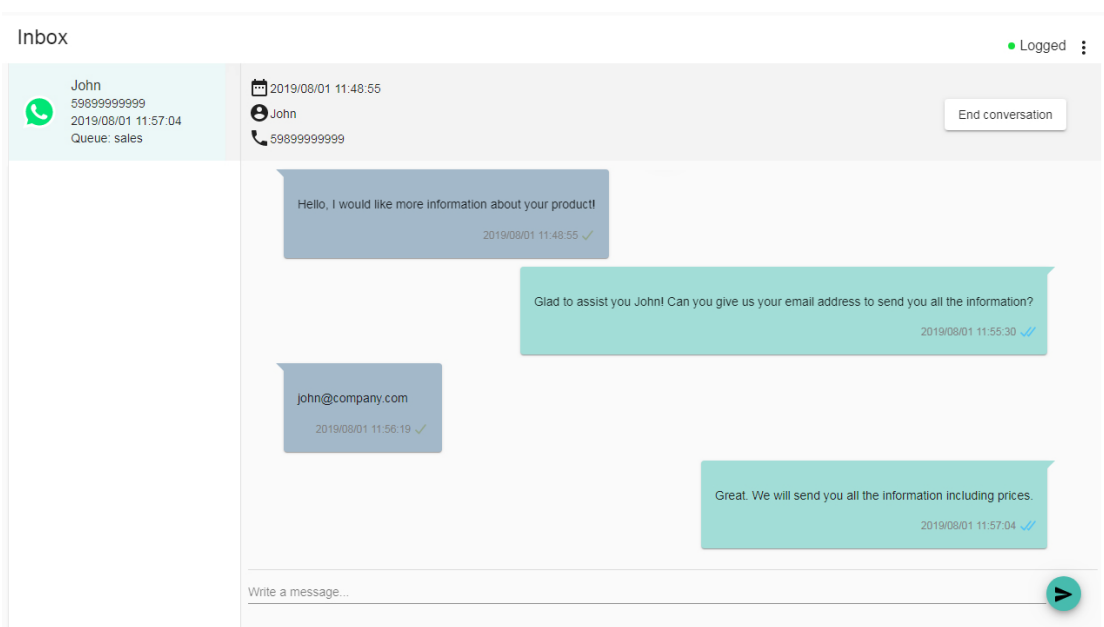 Inbox
Logged
John
59899999999
2019/08/01 11:57:04
Queue: sales
2019/08/01 11:48:55
John
59899999999
End conversation
Hello, I would like more information about your product!
2019/08/01 11:48:55
Glad to assist you John! Can you give us your email address to send you all the information?
2019/08/01 11:55:30
john@company.com
2019/08/01 11:56:19
Great. We will send you all the information including prices.
2019/08/01 11:57:04
Write a message...